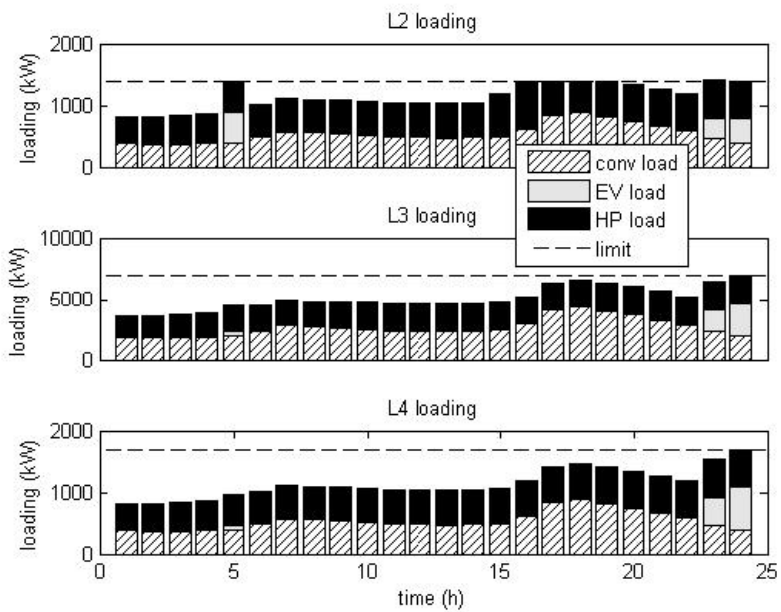 L2 loading
2000
1000
0
loading (kW)
conv load
EV load
HP load
limit
L3 loading
10000
5000
0
loading (kW)
L4 loading
2000
1000
0
loading (kW)
0 5 10 15 20 25
time (h)